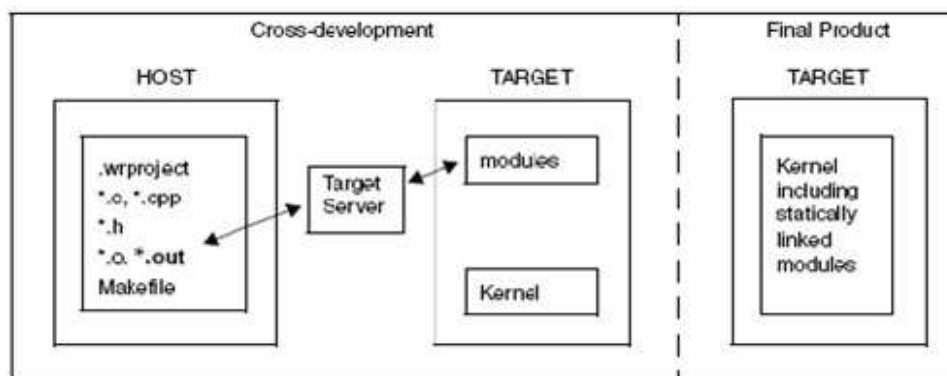 Cross-development
Final Product
HOST
TARGET
TARGET
.wrproject
*.c, *.cpp
*.h
*.o. *.out
Makefile
Target
Server
modules
Kernel
Kernel
including
statically
linked
modules